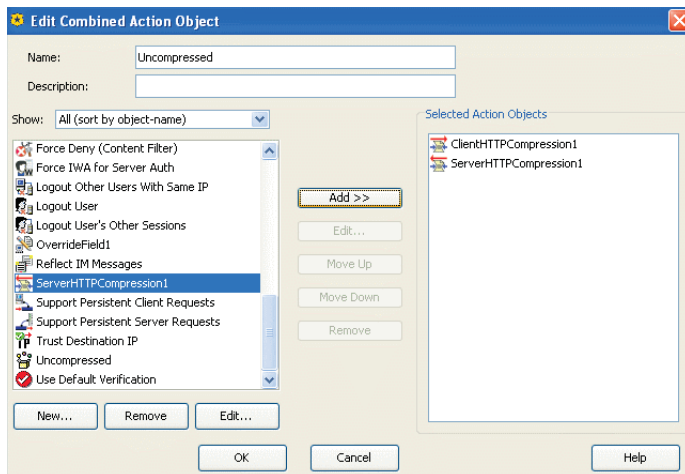 Edit Combined Action Object
Name: Uncompressed
Description:
Show: All (sort by object-name)
Force Deny (Content Filter)
Force IWA for Server Auth
Logout Other Users With Same IP
Logout User
Logout User's Other Sessions
OverrideField1
Reflect IM Messages
ServerHTTPCompression1
Support Persistent Client Requests
Support Persistent Server Requests
Trust Destination IP
Uncompressed
Use Default Verification
New...
Remove
Edit...
Add >>
Edit...
Move Up
Move Down
Remove
Selected Action Objects
ClientHTTPCompression1
ServerHTTPCompression1
OK
Cancel
Help